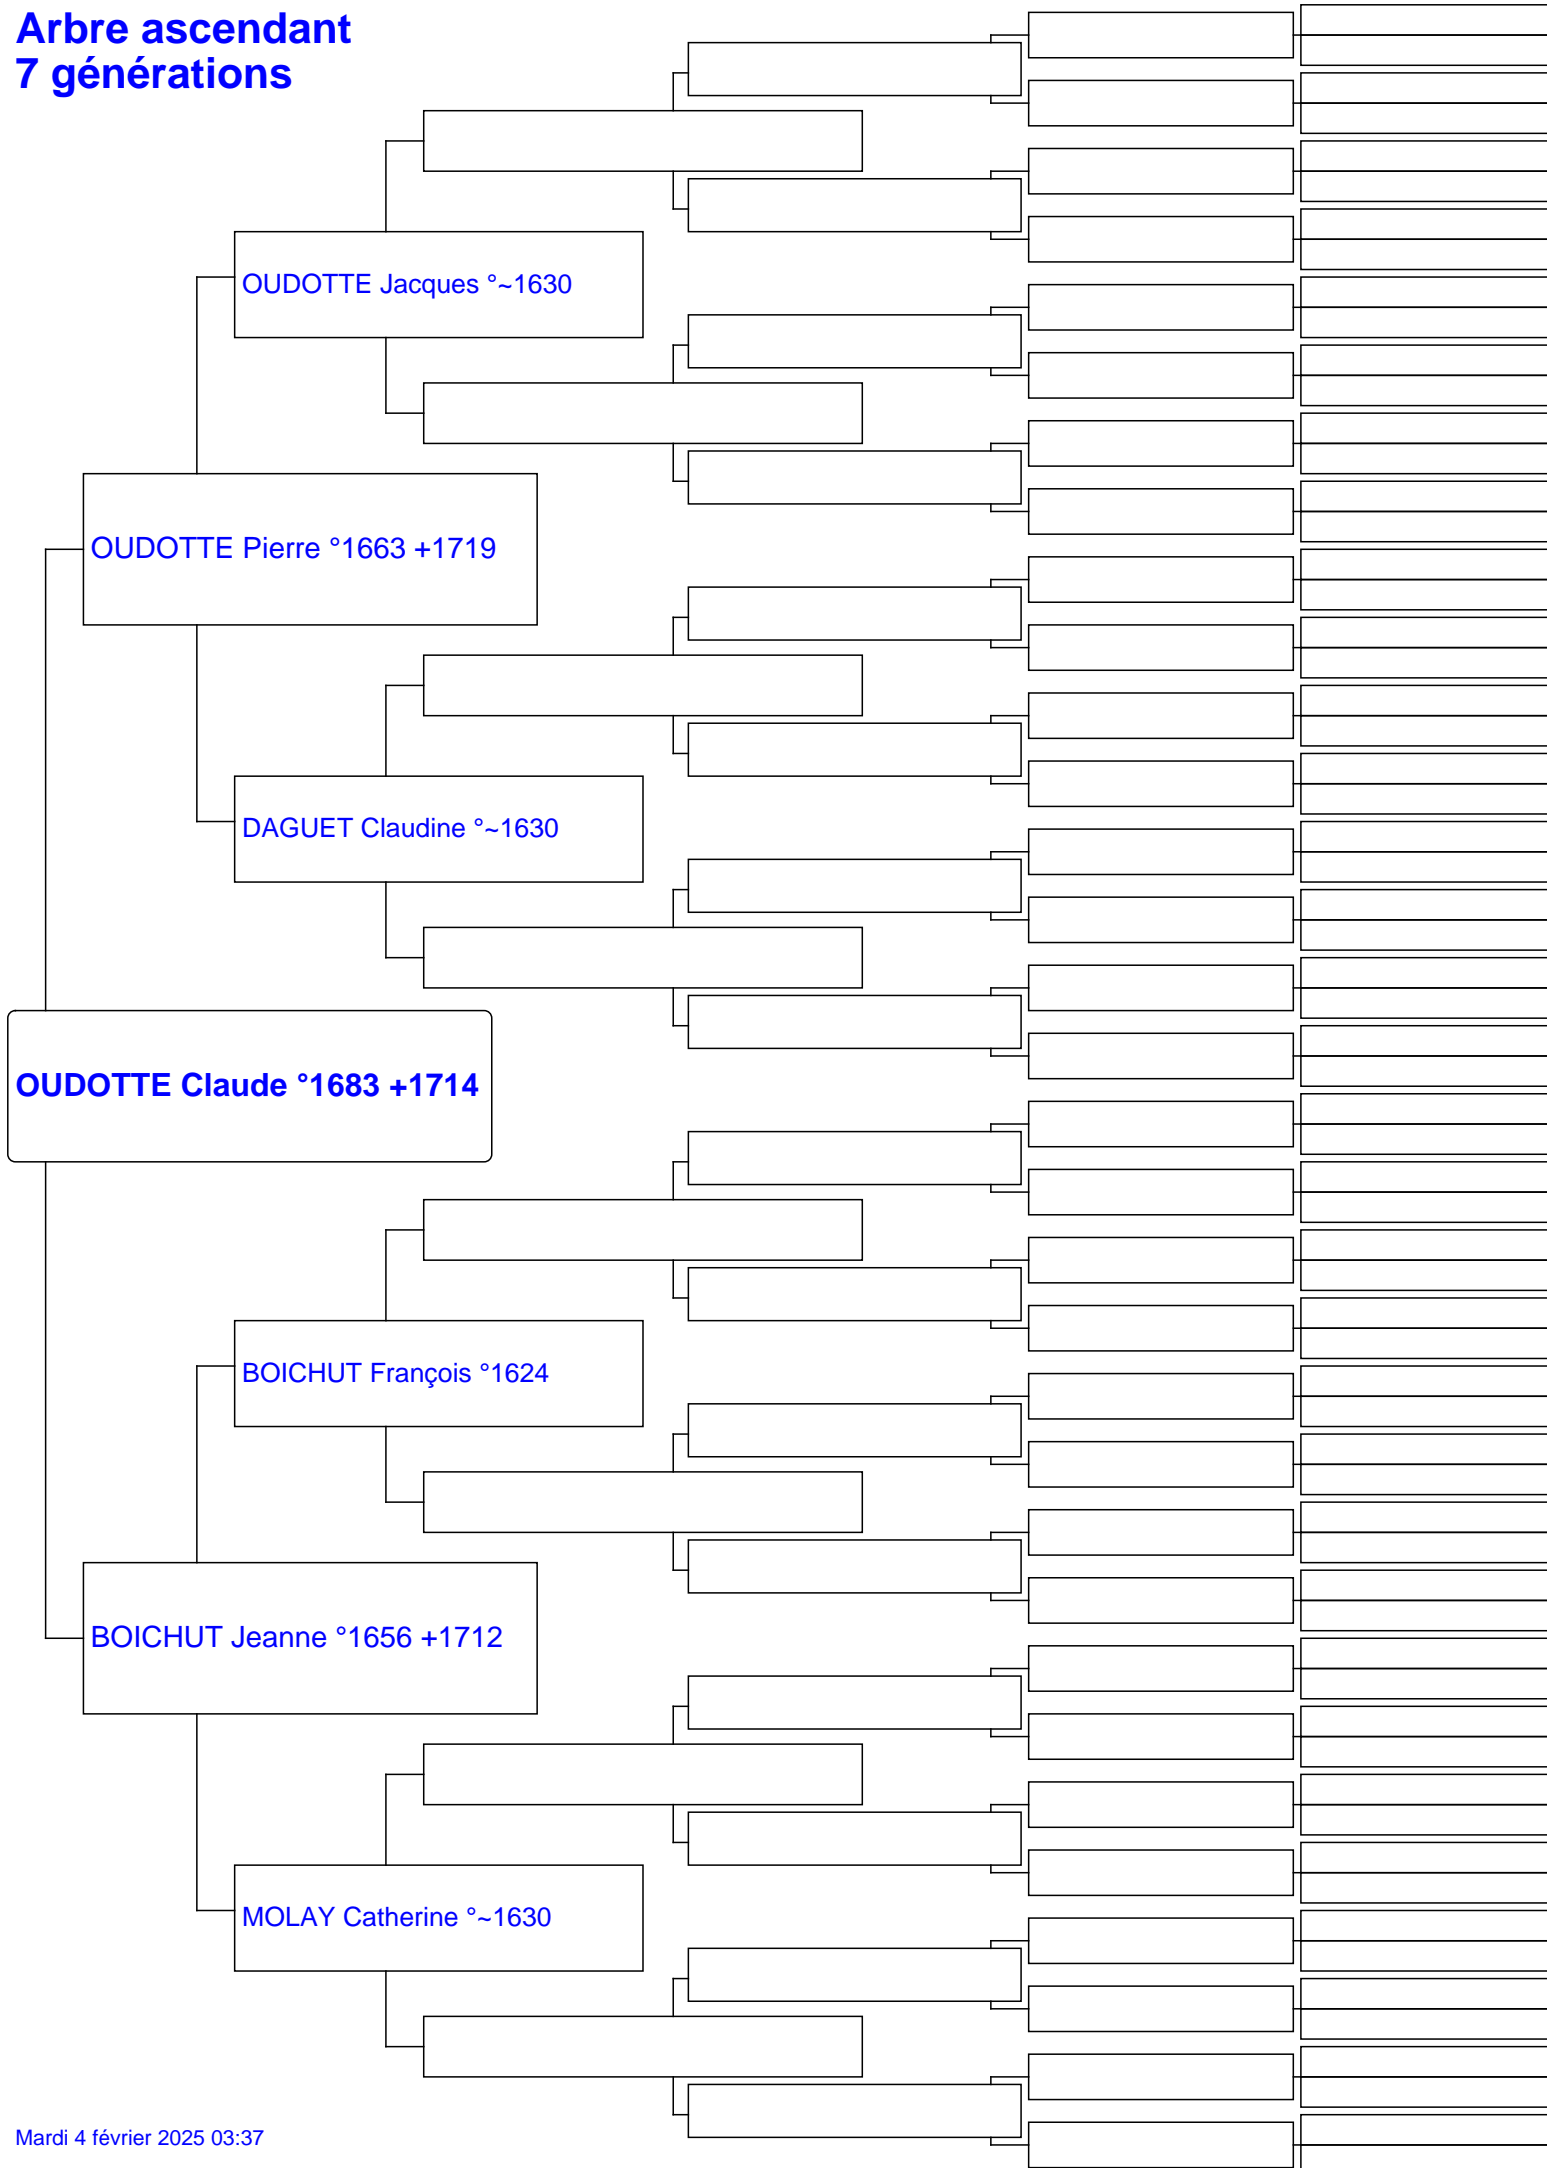 Arbre ascendant
7 générations
OUDOTTE Jacques °~1630
OUDOTTE Pierre °1663 +1719
DAGUET Claudine °~1630
OUDOTTE Claude °1683 +1714
BOICHUT François °1624
BOICHUT Jeanne °1656 +1712
MOLAY Catherine °~1630
Mardi 4 février 2025 03:37